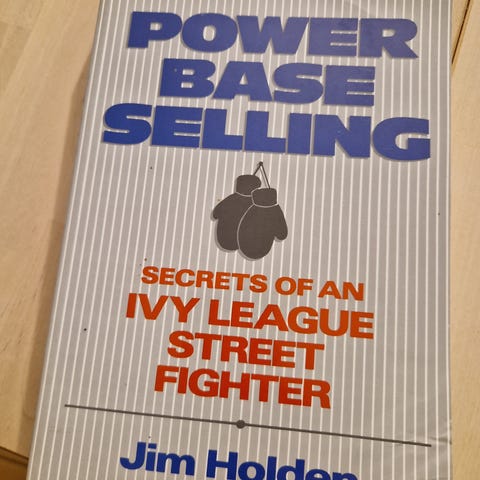 POWER
BASE
SELLING
SECRETS OF AN
IVY LEAGUE
STREET
FIGHTER
Jim Holden